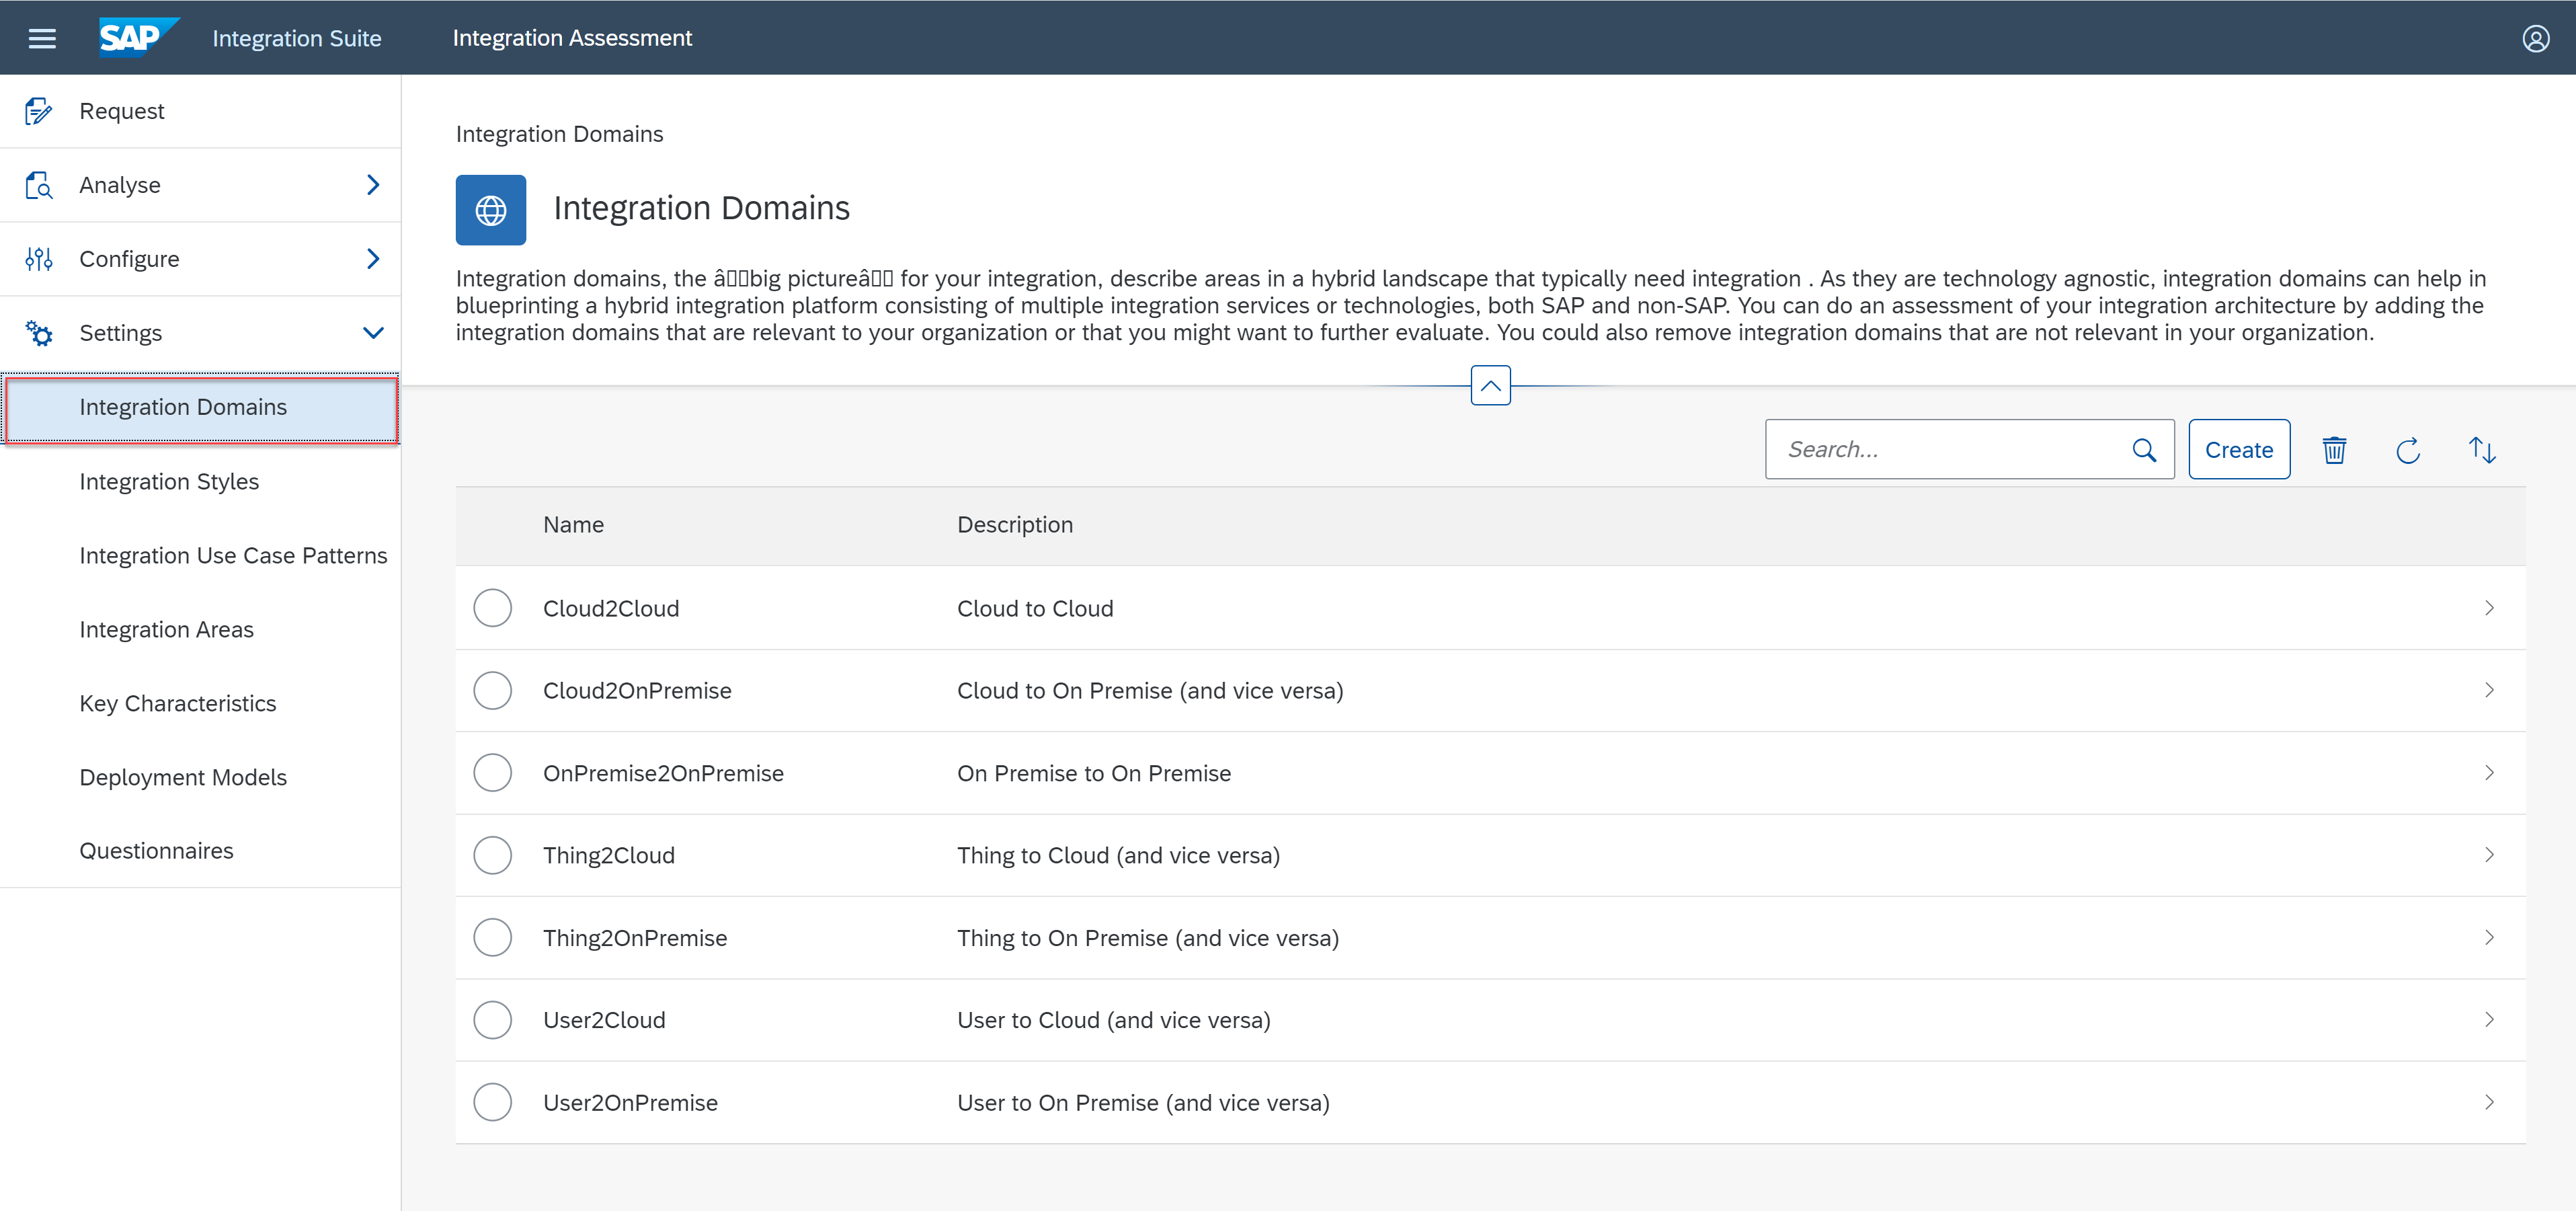 SAP Integration Suite Integration Assessment
Request
Analyse
Configure
Settings
Integration Domains
Integration Styles
Integration Use Case Patterns
Integration Areas
Key Characteristics
Deployment Models
Questionnaires
Integration Domains
Integration Domains
Integration domains, the â▯▯big pictureâ▯▯ for your integration, describe areas in a hybrid landscape that typically need integration . As they are technology agnostic, integration domains can help in
blueprinting a hybrid integration platform consisting of multiple integration services or technologies, both SAP and non-SAP. You can do an assessment of your integration architecture by adding the
integration domains that are relevant to your organization or that you might want to further evaluate. You could also remove integration domains that are not relevant in your organization.
Search... Create
Name Description
Cloud2Cloud Cloud to Cloud
Cloud2OnPremise Cloud to On Premise (and vice versa)
OnPremise2OnPremise On Premise to On Premise
Thing2Cloud Thing to Cloud (and vice versa)
Thing2OnPremise Thing to On Premise (and vice versa)
User2Cloud User to Cloud (and vice versa)
User2OnPremise User to On Premise (and vice versa)